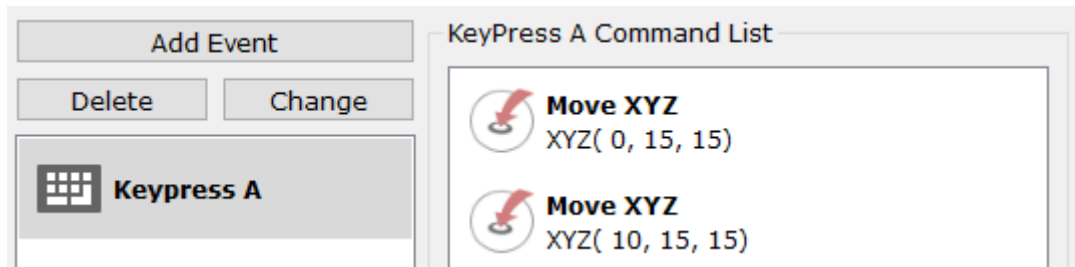 Add Event
Delete
Change
Keypress A
KeyPress A Command List
Move XYZ
XYZ( 0, 15, 15)
Move XYZ
XYZ( 10, 15, 15)